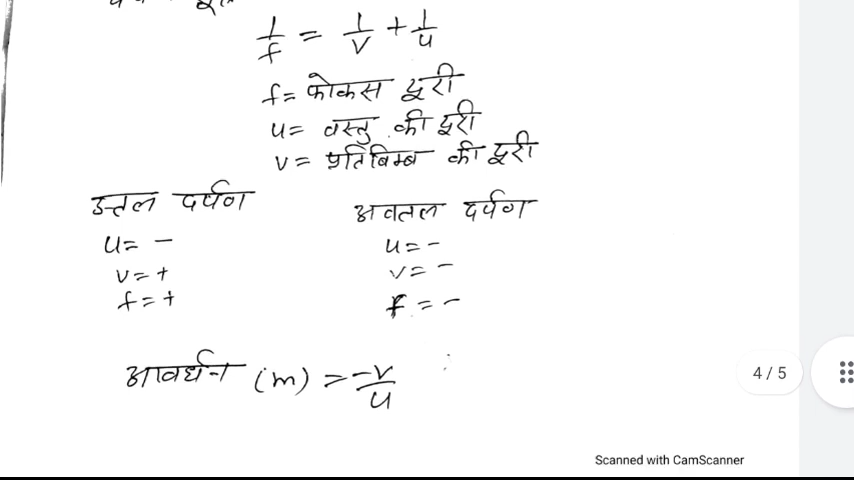 1/f = 1/v + 1/u
f = फोकस दूरी
u = वस्तु की दूरी
v = प्रतिबिम्ब की दूरी
उत्तल दर्पण अवतल दर्पण
u = - u = -
v = + v = -
f = + f = -
आवर्धन (m) = -v/u
4 / 5
Scanned with CamScanner